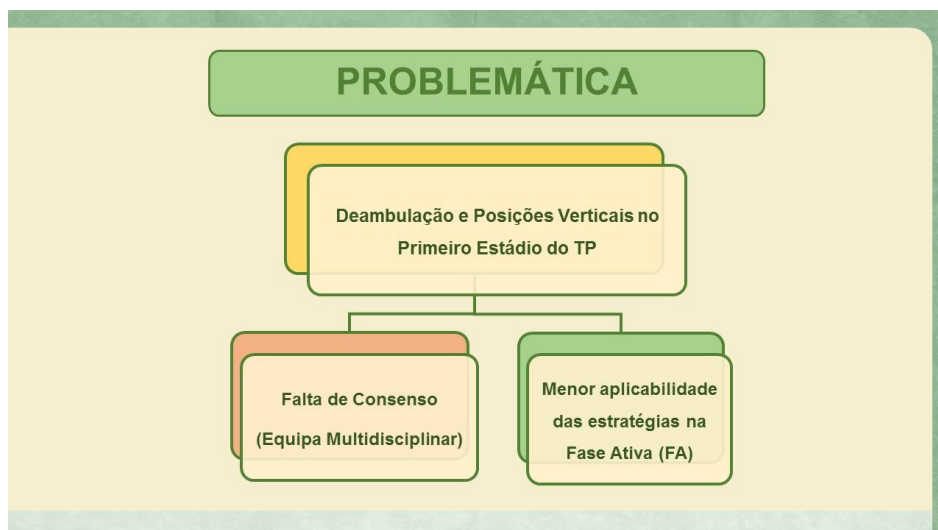 PROBLEMÁTICA
Deambulação e Posições Verticais no
Primeiro Estádio do TP
Falta de Consenso
(Equipa Multidisciplinar)
Menor aplicabilidade
das estratégias na
Fase Ativa (FA)